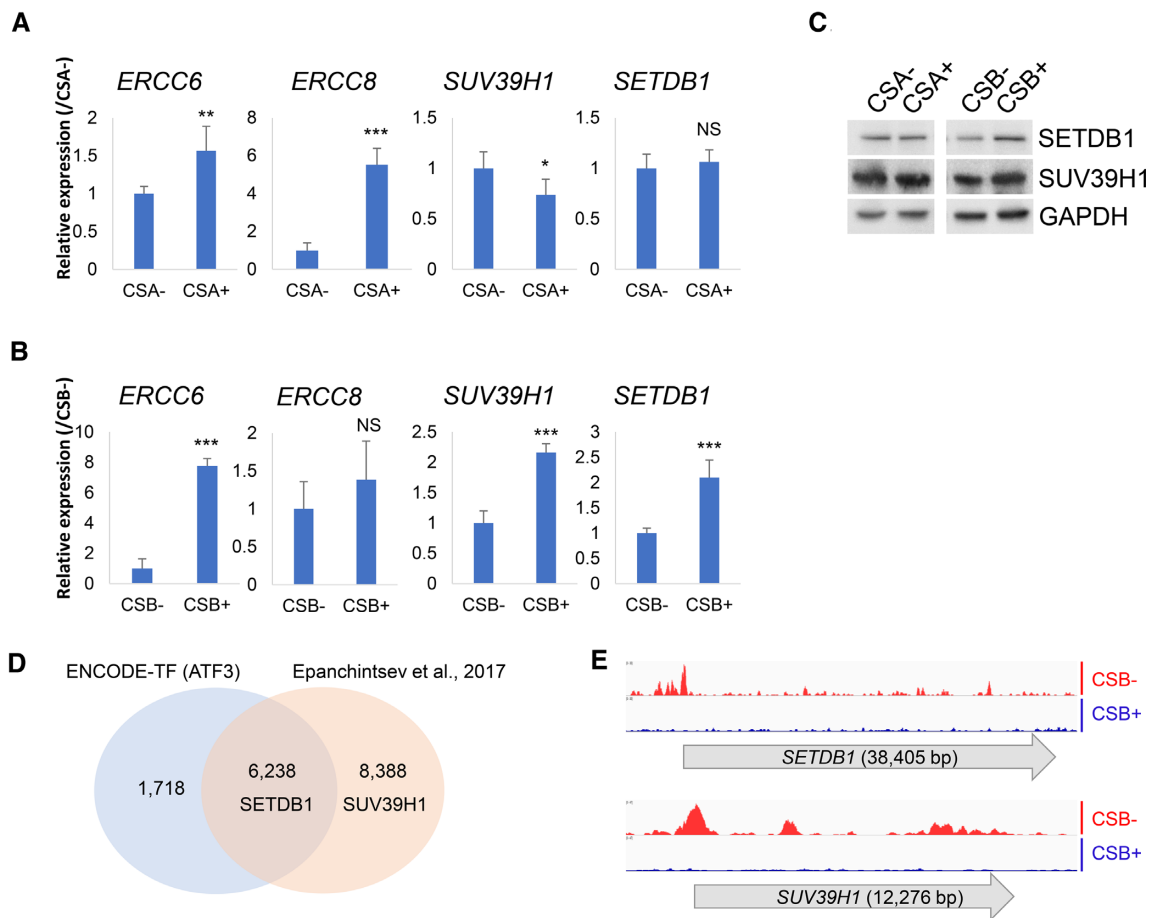 A
ERCC6
ERCC8
SUV39H1
SETDB1
Relative expression (/CSA-)
2
1.5
1
0.5
0
**
CSA-
CSA+
8
6
4
2
0
***
CSA-
CSA+
1.5
1
0.5
0
*
CSA-
CSA+
1.5
1
0.5
0
NS
CSA-
CSA+
C
CSA-
CSA+
CSB-
CSB+
SETDB1
SUV39H1
GAPDH
B
ERCC6
ERCC8
SUV39H1
SETDB1
Relative expression (/CSB-)
10
8
6
4
2
0
***
CSB-
CSB+
2
1.5
1
0.5
0
NS
CSB-
CSB+
2.5
2
1.5
1
0.5
0
***
CSB-
CSB+
3
2.5
2
1.5
1
0.5
0
***
CSB-
CSB+
D
ENCODE-TF (ATF3)
Epanchintsev et al., 2017
1,718
6,238
SETDB1
8,388
SUV39H1
E
CSB-
CSB+
SETDB1 (38,405 bp)
CSB-
CSB+
SUV39H1 (12,276 bp)